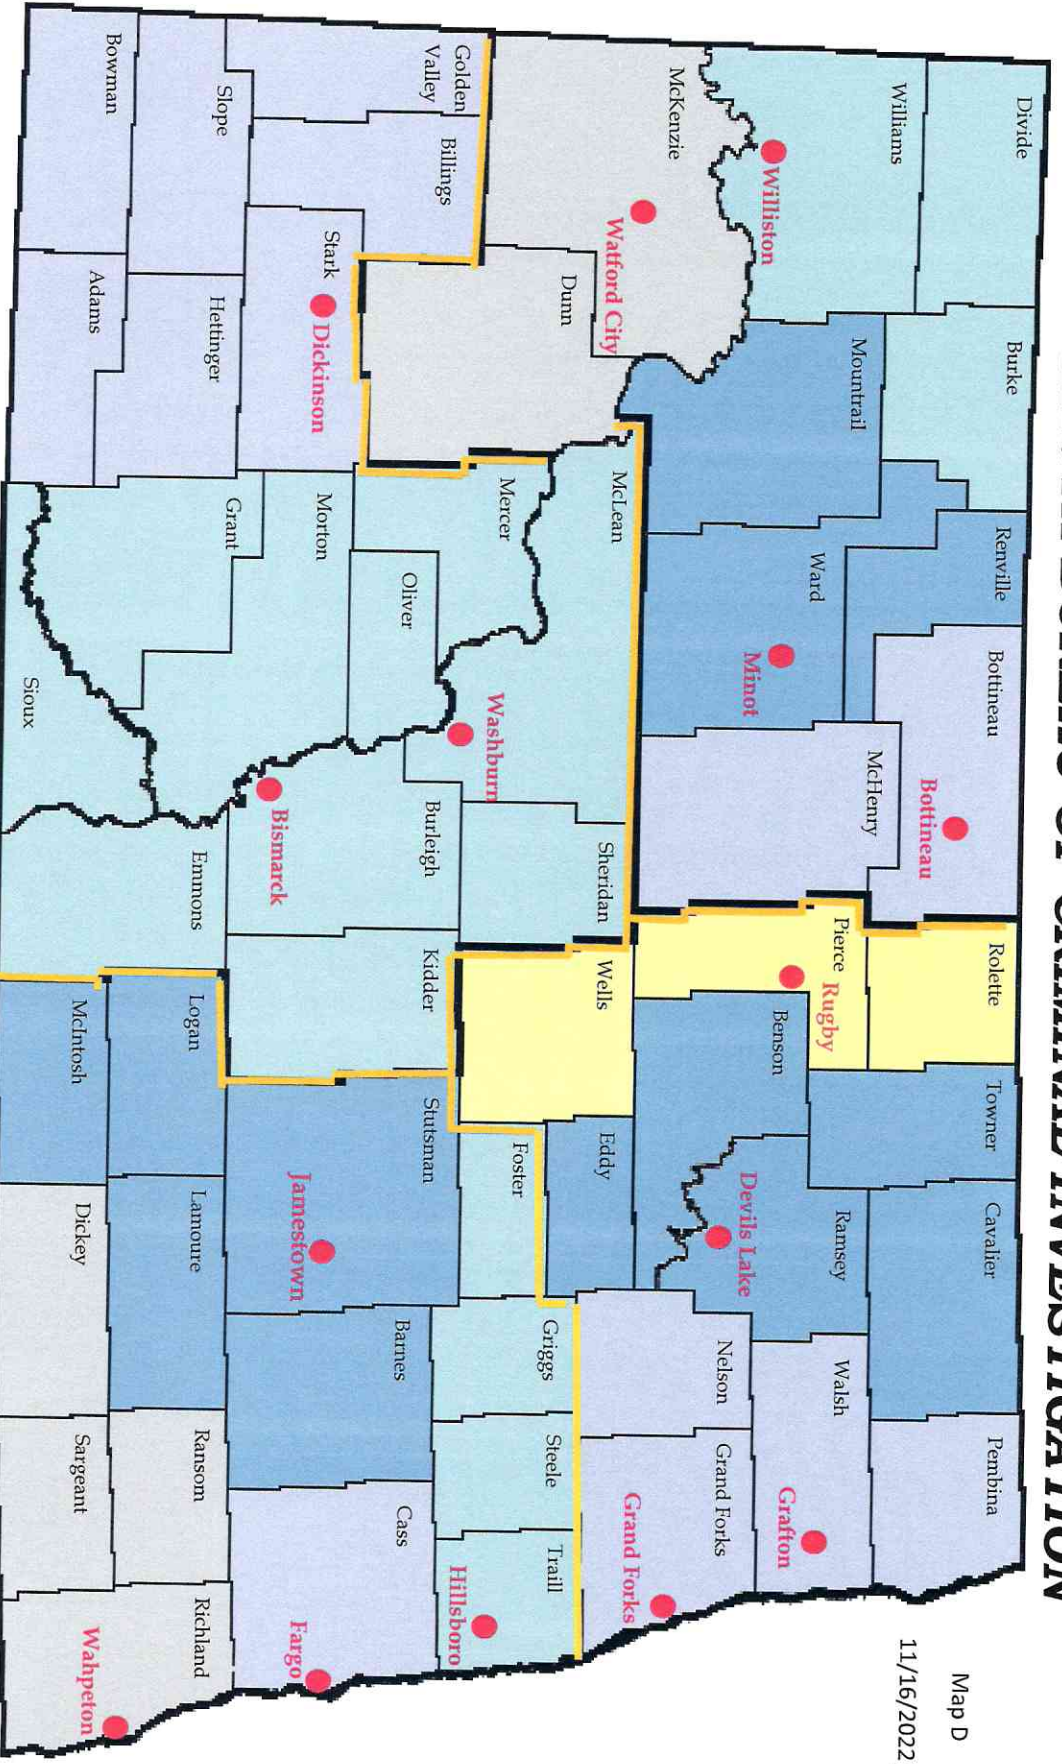 CRIMINAL INVESTIGATION
Map D
11/16/2022
Divide
Burke
Renville
Bottineau
Rolette
Towner
Cavalier
Pembina
Williams
Williston
Mountrail
Ward
Minot
McHenry
Bottineau
Pierce
Rugby
Benson
Ramsey
Devils Lake
Walsh
Grafton
Nelson
Grand Forks
Grand Forks
McKenzie
Watford City
Dunn
McLean
Mercer
Oliver
Washburn
Sheridan
Wells
Eddy
Foster
Griggs
Steele
Traill
Hillsboro
Golden
Valley
Billings
Stark
Dickinson
Morton
Burleigh
Bismarck
Kidder
Stutsman
Jamestown
Barnes
Cass
Fargo
Slope
Hettinger
Grant
Emmons
Logan
Lamoure
Ransom
Richland
Wahpeton
Bowman
Adams
Sioux
McIntosh
Dickey
Sargeant